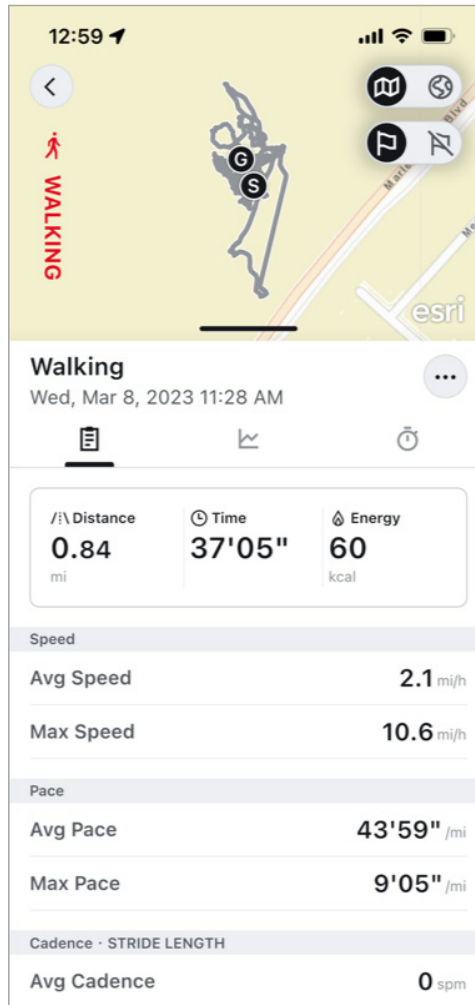 12:59
Blvd
WALKING
G
S
esri
Walking
Wed, Mar 8, 2023 11:28 AM
Distance
Time
Energy
0.84
37'05"
60
mi
kcal
Speed
Avg Speed
2.1 mi/h
Max Speed
10.6 mi/h
Pace
Avg Pace
43'59" /mi
Max Pace
9'05" /mi
Cadence · STRIDE LENGTH
Avg Cadence
0 spm